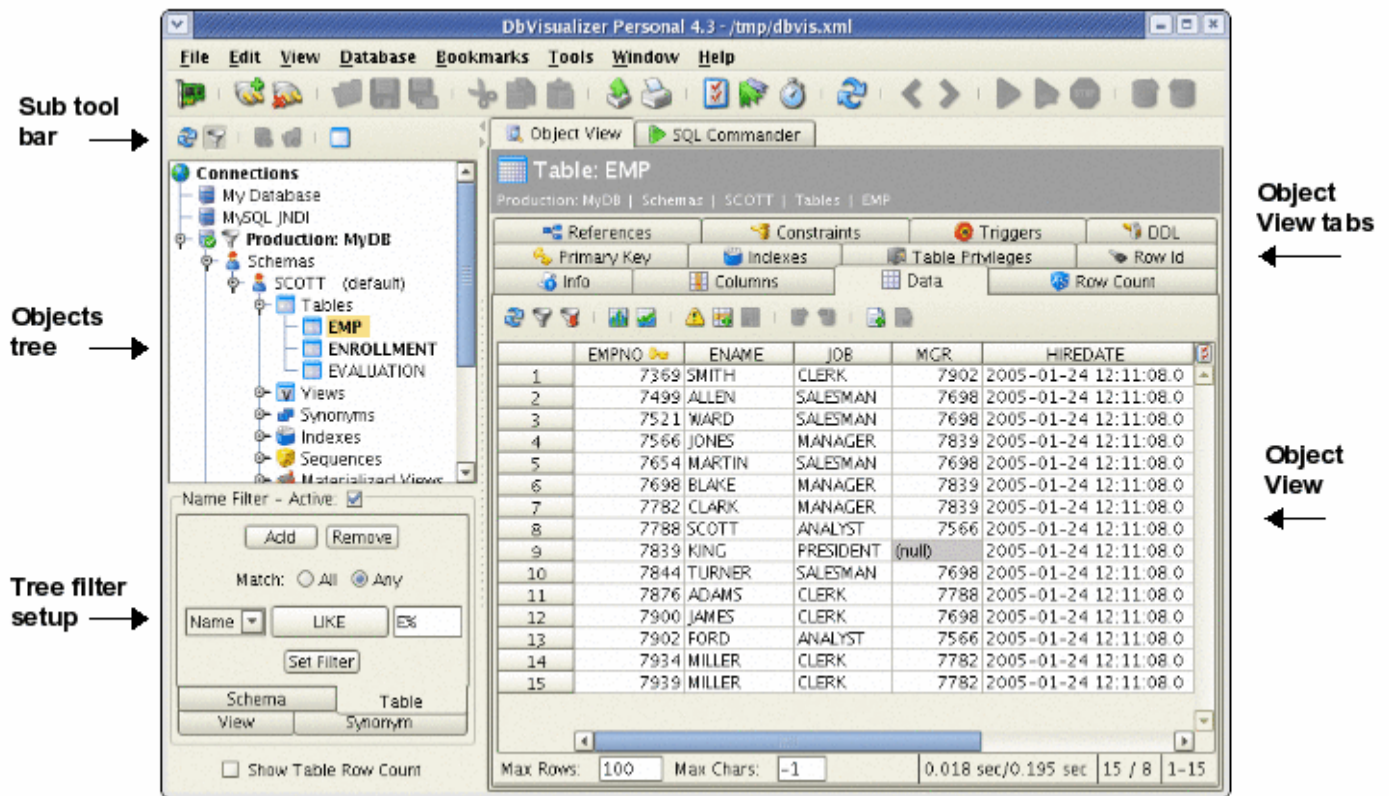 DbVisualizer Personal 4.3 - /tmp/dbvis.xml
File Edit View Database Bookmarks Tools Window Help
Sub tool
bar
Object View SQL Commander
Connections
My Database
MySQL JNDI
Production: MyDB
Schemas
SCOTT (default)
Tables
EMP
ENROLLMENT
EVALUATION
Views
Synonyms
Indexes
Sequences
Materialized Views
Objects
tree
Name Filter - Active:
Add Remove
Match: All Any
Name LIKE E%
Set Filter
Schema Table
View Synonym
Tree filter
setup
Show Table Row Count
Table: EMP
Production: MyDB | Schemas | SCOTT | Tables | EMP
References Constraints Triggers DDL
Primary Key Indexes Table Privileges Row Id
Info Columns Data Row Count
Object
View tabs
EMPNO ENAME JOB MGR HIREDATE
1 7369 SMITH CLERK 7902 2005-01-24 12:11:08.0
2 7499 ALLEN SALESMAN 7698 2005-01-24 12:11:08.0
3 7521 WARD SALESMAN 7698 2005-01-24 12:11:08.0
4 7566 JONES MANAGER 7839 2005-01-24 12:11:08.0
5 7654 MARTIN SALESMAN 7698 2005-01-24 12:11:08.0
6 7698 BLAKE MANAGER 7839 2005-01-24 12:11:08.0
7 7782 CLARK MANAGER 7839 2005-01-24 12:11:08.0
8 7788 SCOTT ANALYST 7566 2005-01-24 12:11:08.0
9 7839 KING PRESIDENT (null) 2005-01-24 12:11:08.0
10 7844 TURNER SALESMAN 7698 2005-01-24 12:11:08.0
11 7876 ADAMS CLERK 7788 2005-01-24 12:11:08.0
12 7900 JAMES CLERK 7698 2005-01-24 12:11:08.0
13 7902 FORD ANALYST 7566 2005-01-24 12:11:08.0
14 7934 MILLER CLERK 7782 2005-01-24 12:11:08.0
15 7939 MILLER CLERK 7782 2005-01-24 12:11:08.0
Object
View
Max Rows: 100 Max Chars: -1 0.018 sec/0.195 sec 15 / 8 1-15